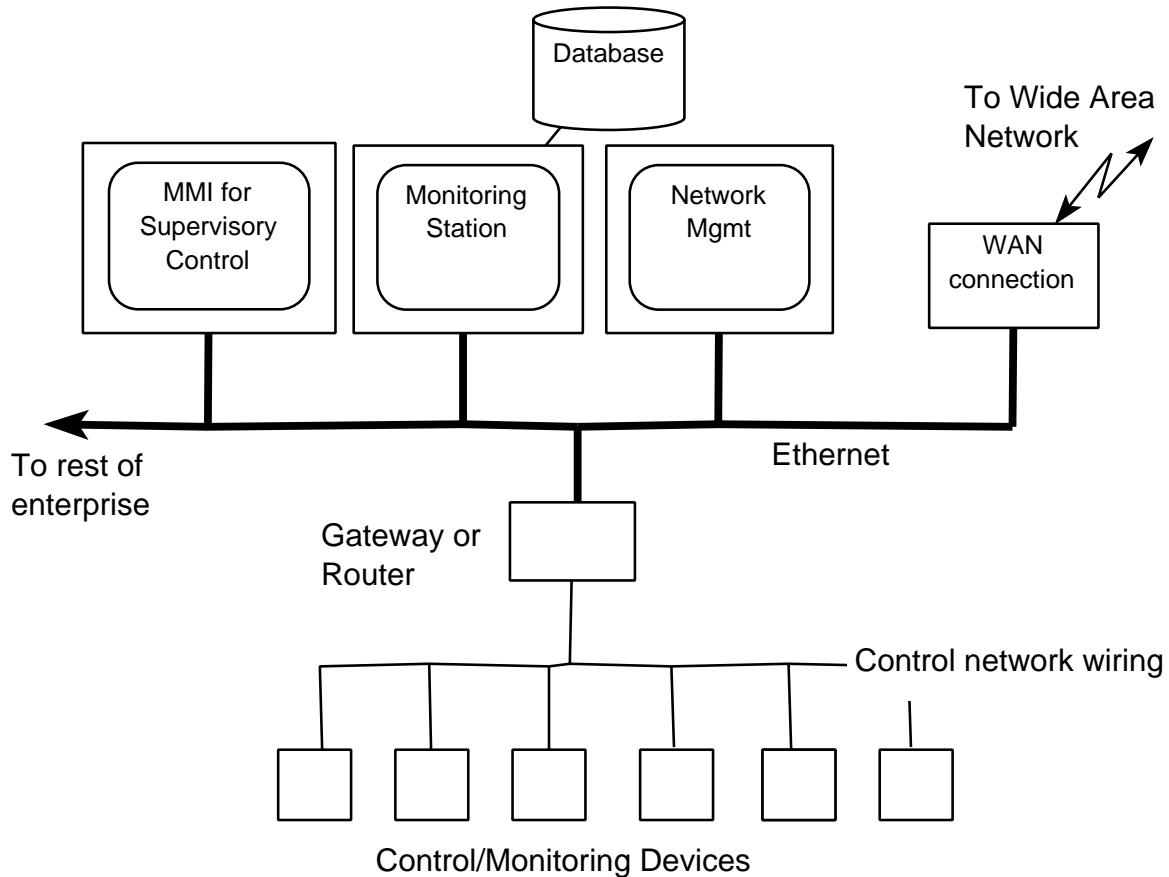 Database
To Wide Area
Network
MMI for
Supervisory
Control
Monitoring
Station
Network
Mgmt
WAN
connection
To rest of
enterprise
Ethernet
Gateway or
Router
Control network wiring
Control/Monitoring Devices